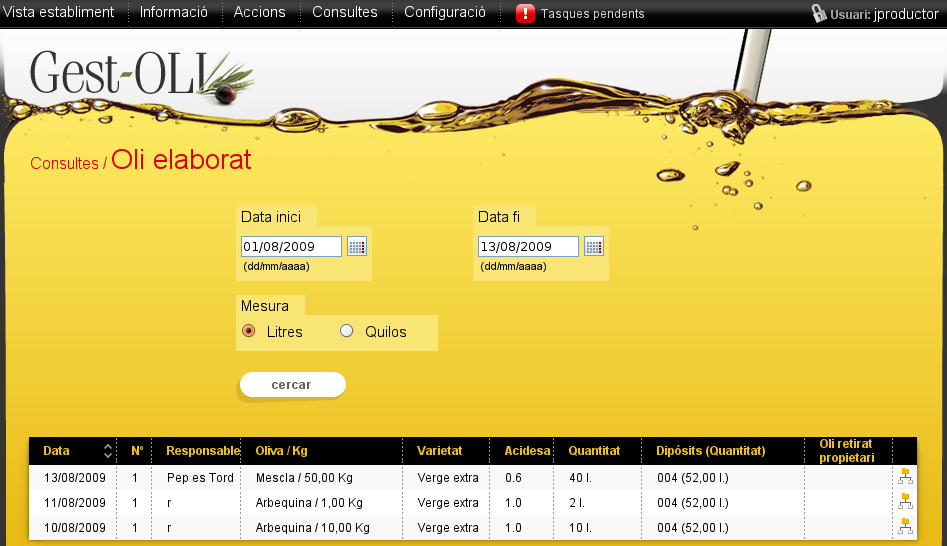 Vista establiment Informació Accions Consultes Configuració ! Tasques pendents Usuari: jproductor
Gest-OLI
Consultes / Oli elaborat
Data inici Data fi
01/08/2009 13/08/2009
(dd/mm/aaaa) (dd/mm/aaaa)
Mesura
Litres Quilos
cercar
Data Nº Responsable Oliva / Kg Varietat Acidesa Quantitat Dipósits (Quantitat) Oli retirat propietari
13/08/2009 1 Pep es Tord Mescla / 50,00 Kg Verge extra 0.6 40 l. 004 (52,00 l.)
11/08/2009 1 r Arbequina / 1,00 Kg Verge extra 1.0 2 l. 004 (52,00 l.)
10/08/2009 1 r Arbequina / 10,00 Kg Verge extra 1.0 10 l. 004 (52,00 l.)